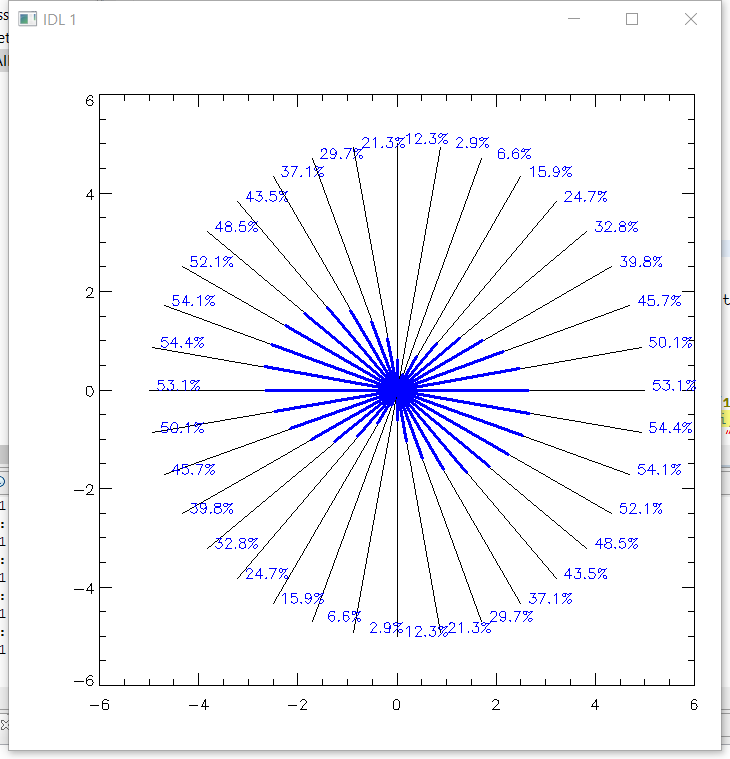 IDL 1
6
21.3% 12.3% 2.9%
29.7% 6.6%
37.1% 15.9%
4 43.5% 24.7%
48.5% 32.8%
52.1% 39.8%
2 54.1% 45.7%
54.4% 50.1%
0 53.1% 53.1%
50.1% 54.4%
45.7% 54.1%
-2
39.8% 52.1%
32.8% 48.5%
24.7% 43.5%
-4
15.9% 37.1%
6.6% 29.7%
2.9% 12.3% 21.3%
-6
-6 -4 -2 0 2 4 6